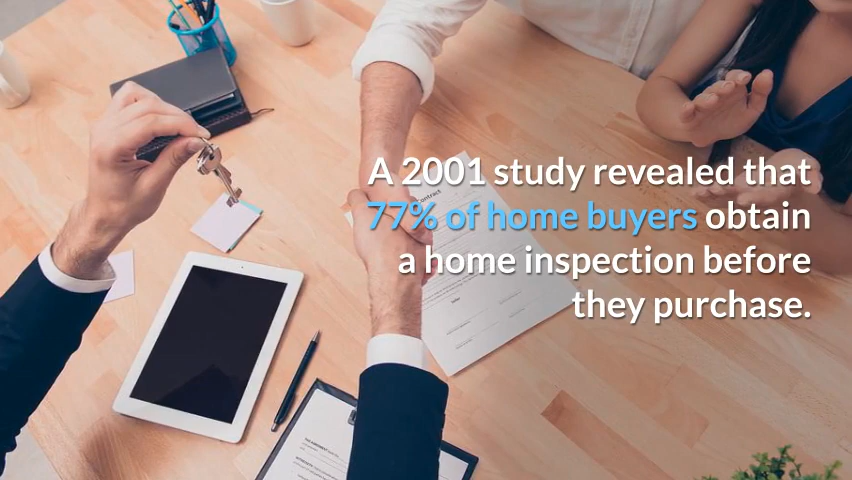 A 2001 study revealed that
77% of home buyers obtain
a home inspection before
they purchase.